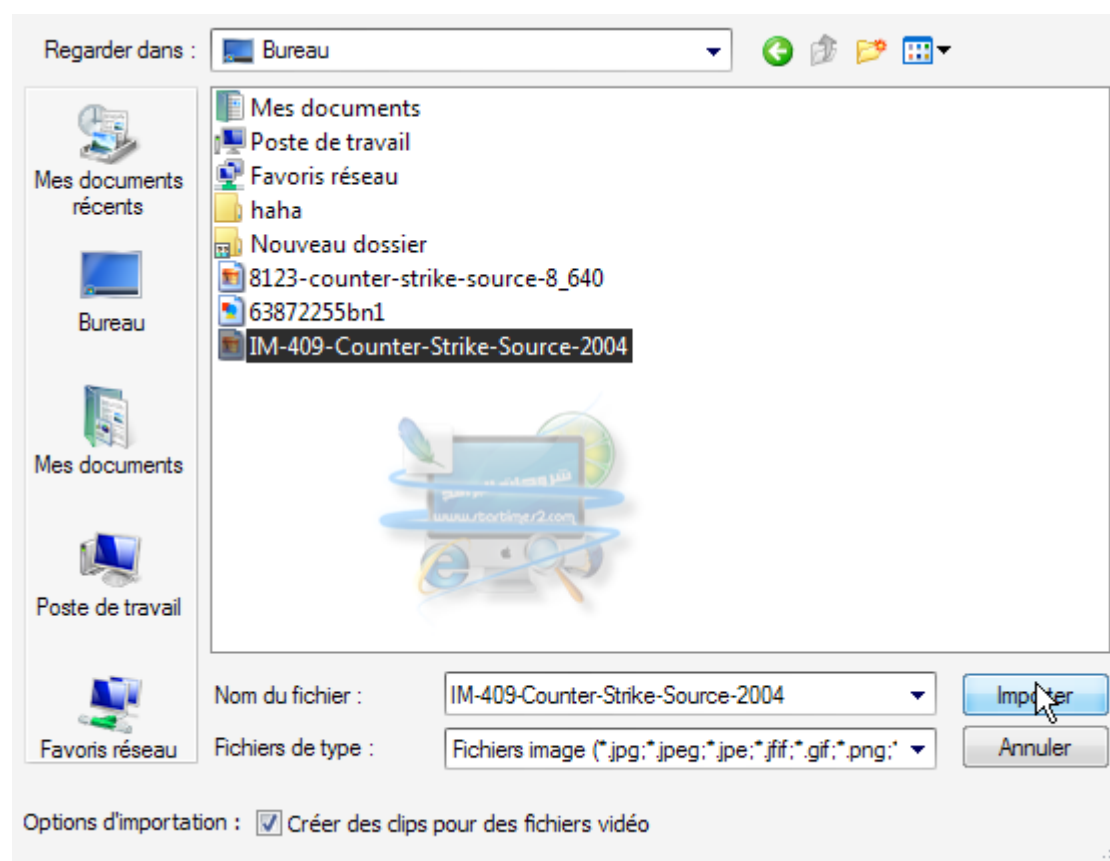 Regarder dans :
Bureau
Mes documents récents
Bureau
Mes documents
Poste de travail
Favoris réseau
Mes documents
Poste de travail
Favoris réseau
haha
Nouveau dossier
8123-counter-strike-source-8_640
63872255bn1
IM-409-Counter-Strike-Source-2004
شروحات البرامج
www.startimes2.com
Nom du fichier :
IM-409-Counter-Strike-Source-2004
Importer
Fichiers de type :
Fichiers image (*.jpg;*.jpeg;*.jpe;*.jfif;*.gif;*.png;*
Annuler
Options d'importation :
Créer des clips pour des fichiers vidéo